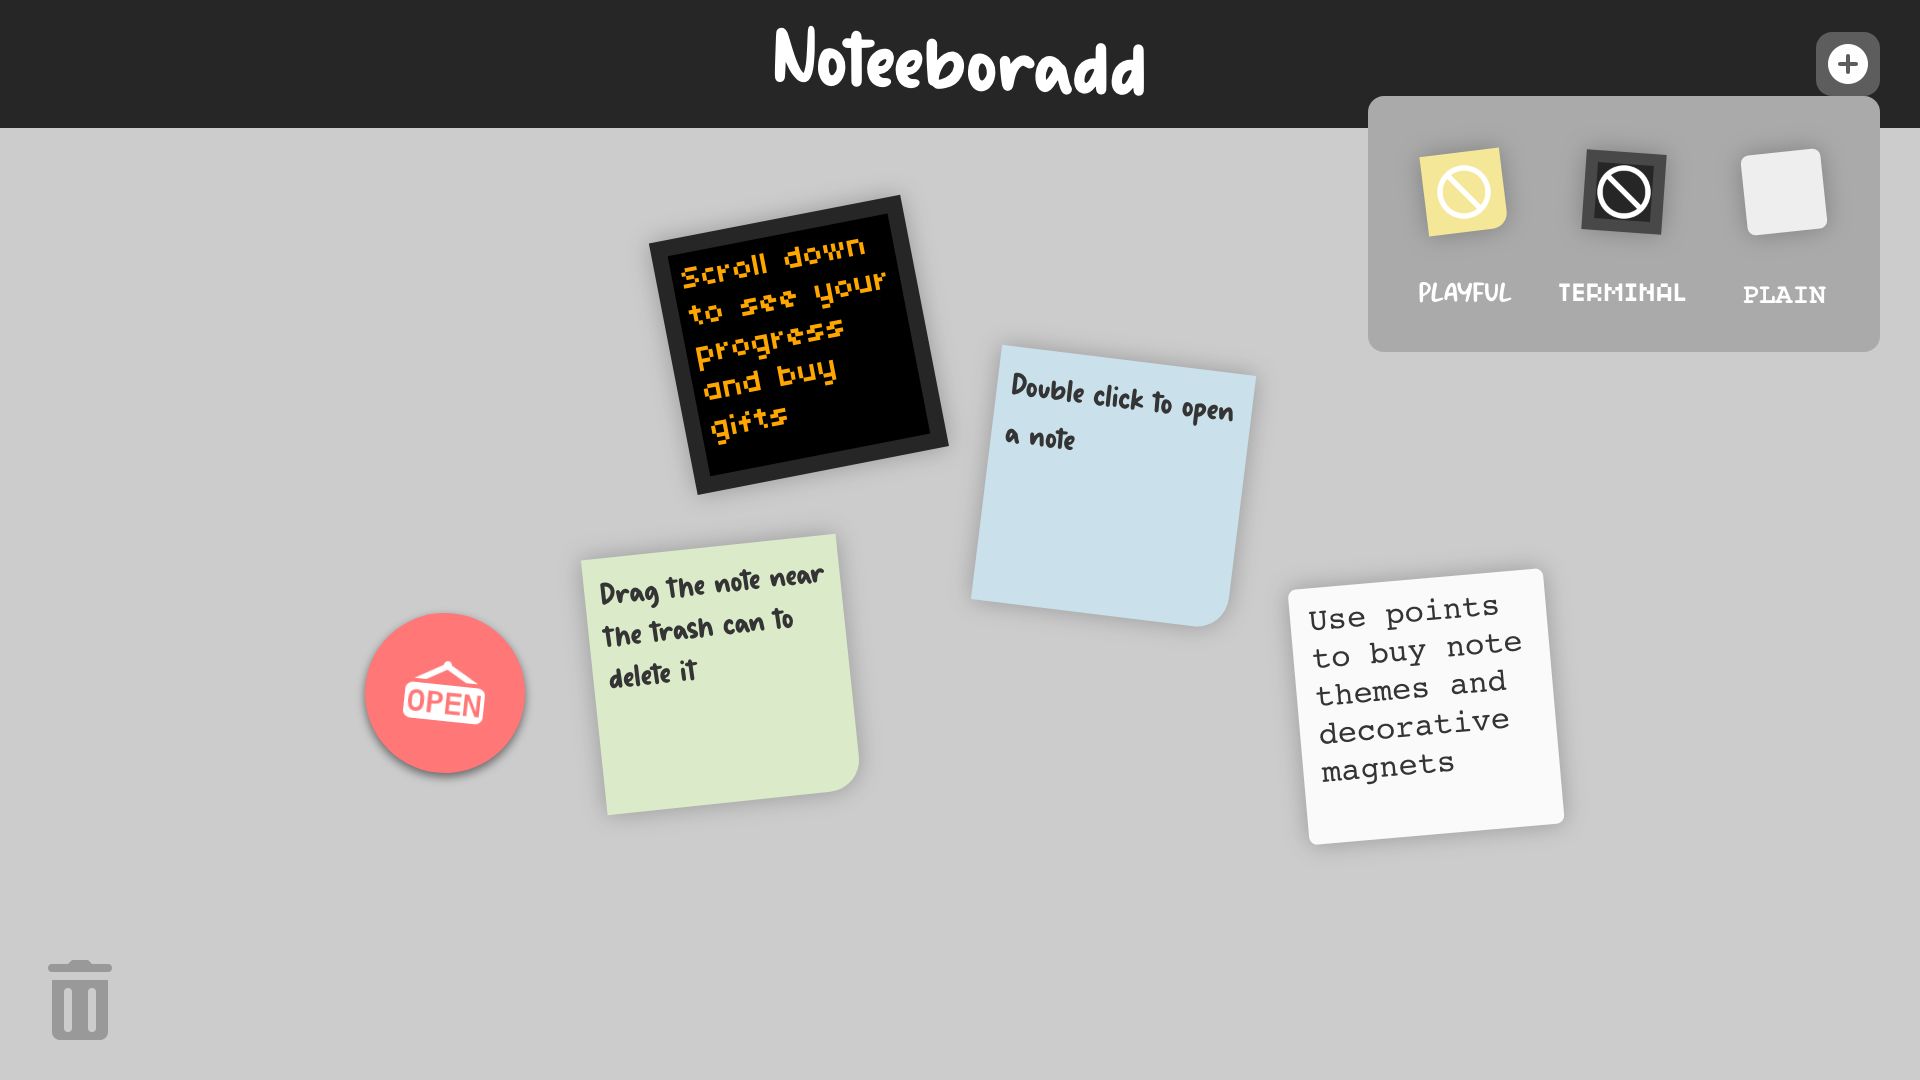 Noteeboradd
PLAYFUL
TERMINAL
PLAIN
Scroll down
to see your
progress
and buy
gifts
Double click to open
a note
Drag the note near
the trash can to
delete it
OPEN
Use points
to buy note
themes and
decorative
magnets